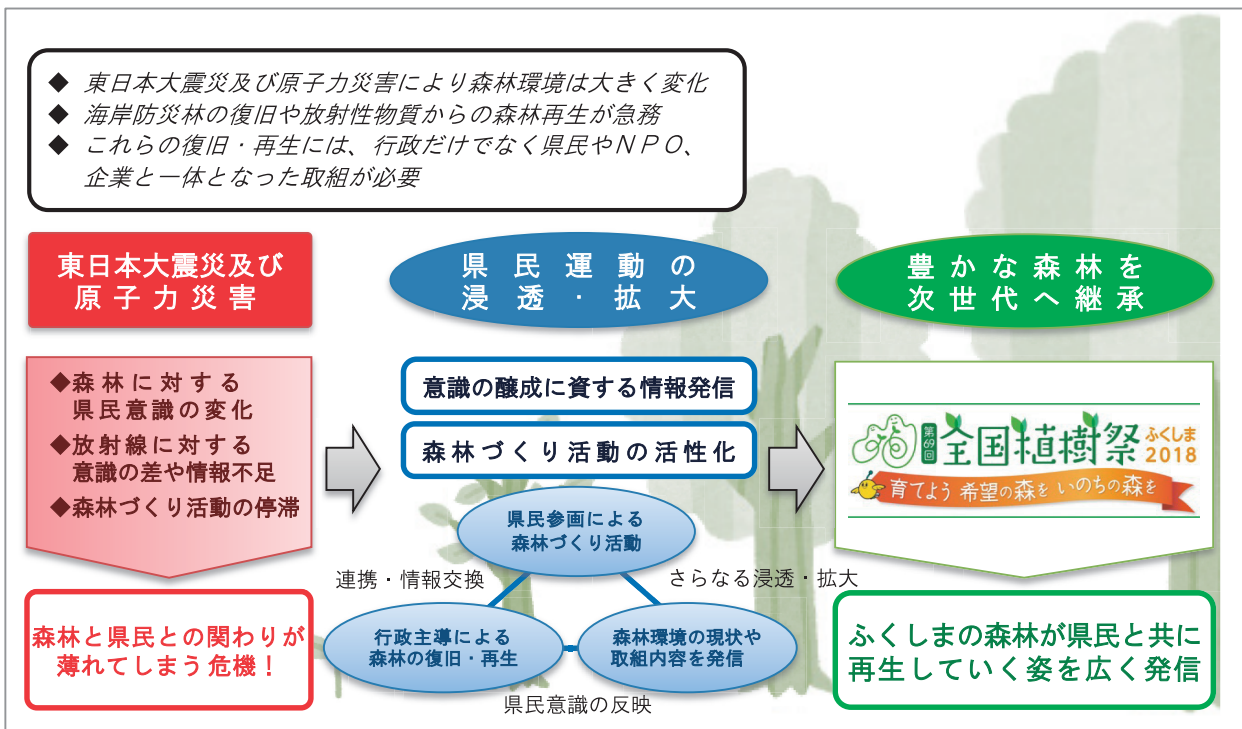 ◆ 東日本大震災及び原子力災害により森林環境は大きく変化
◆ 海岸防災林の復旧や放射性物質からの森林再生が急務
◆ これらの復旧・再生には、行政だけでなく県民やＮＰＯ、
企業と一体となった取組が必要
東日本大震災及び
原子力災害
◆森林に対する
県民意識の変化
◆放射線に対する
意識の差や情報不足
◆森林づくり活動の停滞
森林と県民との関わりが
薄れてしまう危機！
県民運動の
浸透・拡大
意識の醸成に資する情報発信
森林づくり活動の活性化
県民参画による
森林づくり活動
連携・情報交換
さらなる浸透・拡大
行政主導による
森林の復旧・再生
森林環境の現状や
取組内容を発信
県民意識の反映
豊かな森林を
次世代へ継承
第69回
全国植樹祭
ふくしま
2018
育てよう 希望の森を いのちの森を
ふくしまの森林が県民と共に
再生していく姿を広く発信